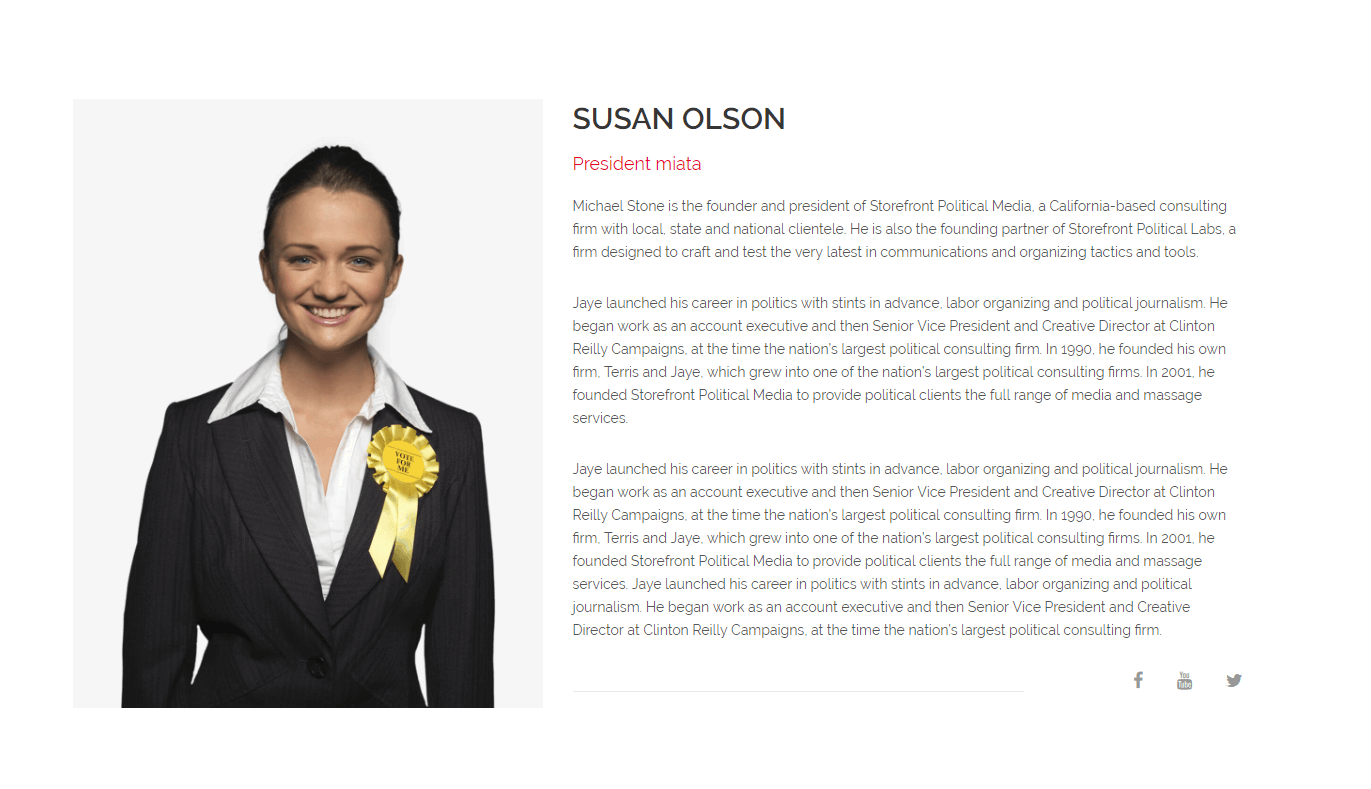 SUSAN OLSON
President miata
Michael Stone is the founder and president of Storefront Political Media, a California-based consulting
firm with local, state and national clientele. He is also the founding partner of Storefront Political Labs, a
firm designed to craft and test the very latest in communications and organizing tactics and tools.
Jaye launched his career in politics with stints in advance, labor organizing and political journalism. He
began work as an account executive and then Senior Vice President and Creative Director at Clinton
Reilly Campaigns, at the time the nation's largest political consulting firm. In 1990, he founded his own
firm, Terris and Jaye, which grew into one of the nation's largest political consulting firms. In 2001, he
founded Storefront Political Media to provide political clients the full range of media and massage
services.
Jaye launched his career in politics with stints in advance, labor organizing and political journalism. He
began work as an account executive and then Senior Vice President and Creative Director at Clinton
Reilly Campaigns, at the time the nation's largest political consulting firm. In 1990, he founded his own
firm, Terris and Jaye, which grew into one of the nation's largest political consulting firms. In 2001, he
founded Storefront Political Media to provide political clients the full range of media and massage
services. Jaye launched his career in politics with stints in advance, labor organizing and political
journalism. He began work as an account executive and then Senior Vice President and Creative
Director at Clinton Reilly Campaigns, at the time the nation's largest political consulting firm.
VOTE
FOR
ME
You
Tube